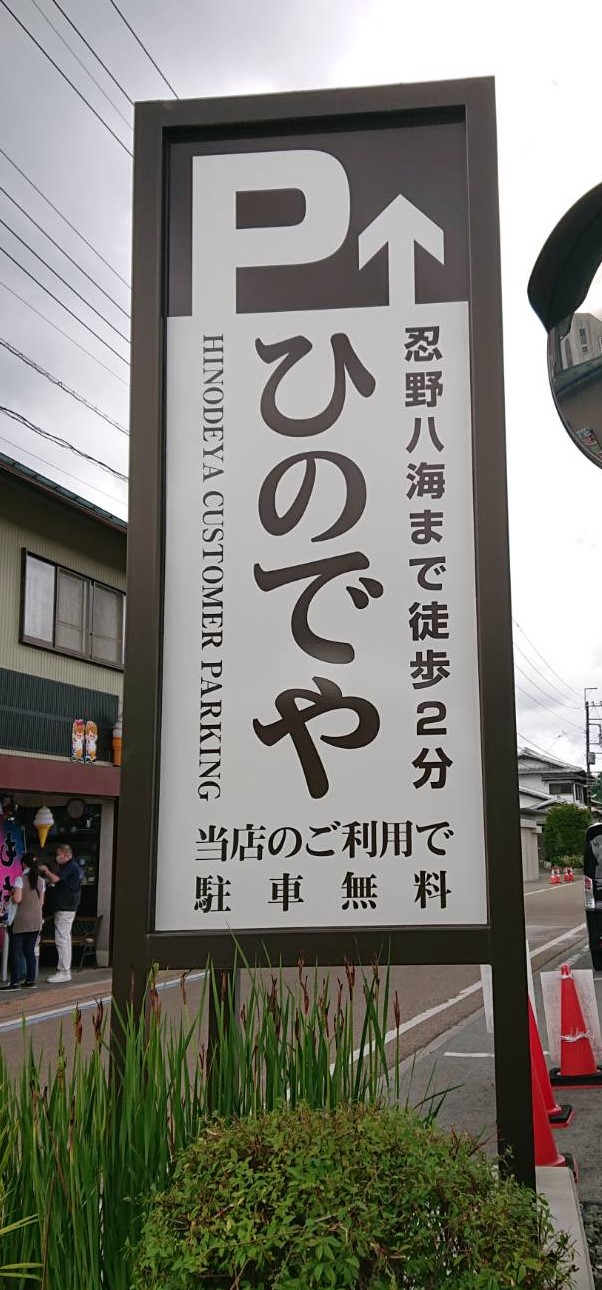 P↑
忍野八海まで徒歩2分
ひのでや
HINODEYA CUSTOMER PARKING
当店のご利用で
駐車無料